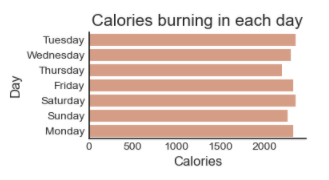 Calories burning in each day
Tuesday
Wednesday
Thursday
Friday
Saturday
Sunday
Monday
Day
0 500 1000 1500 2000
Calories